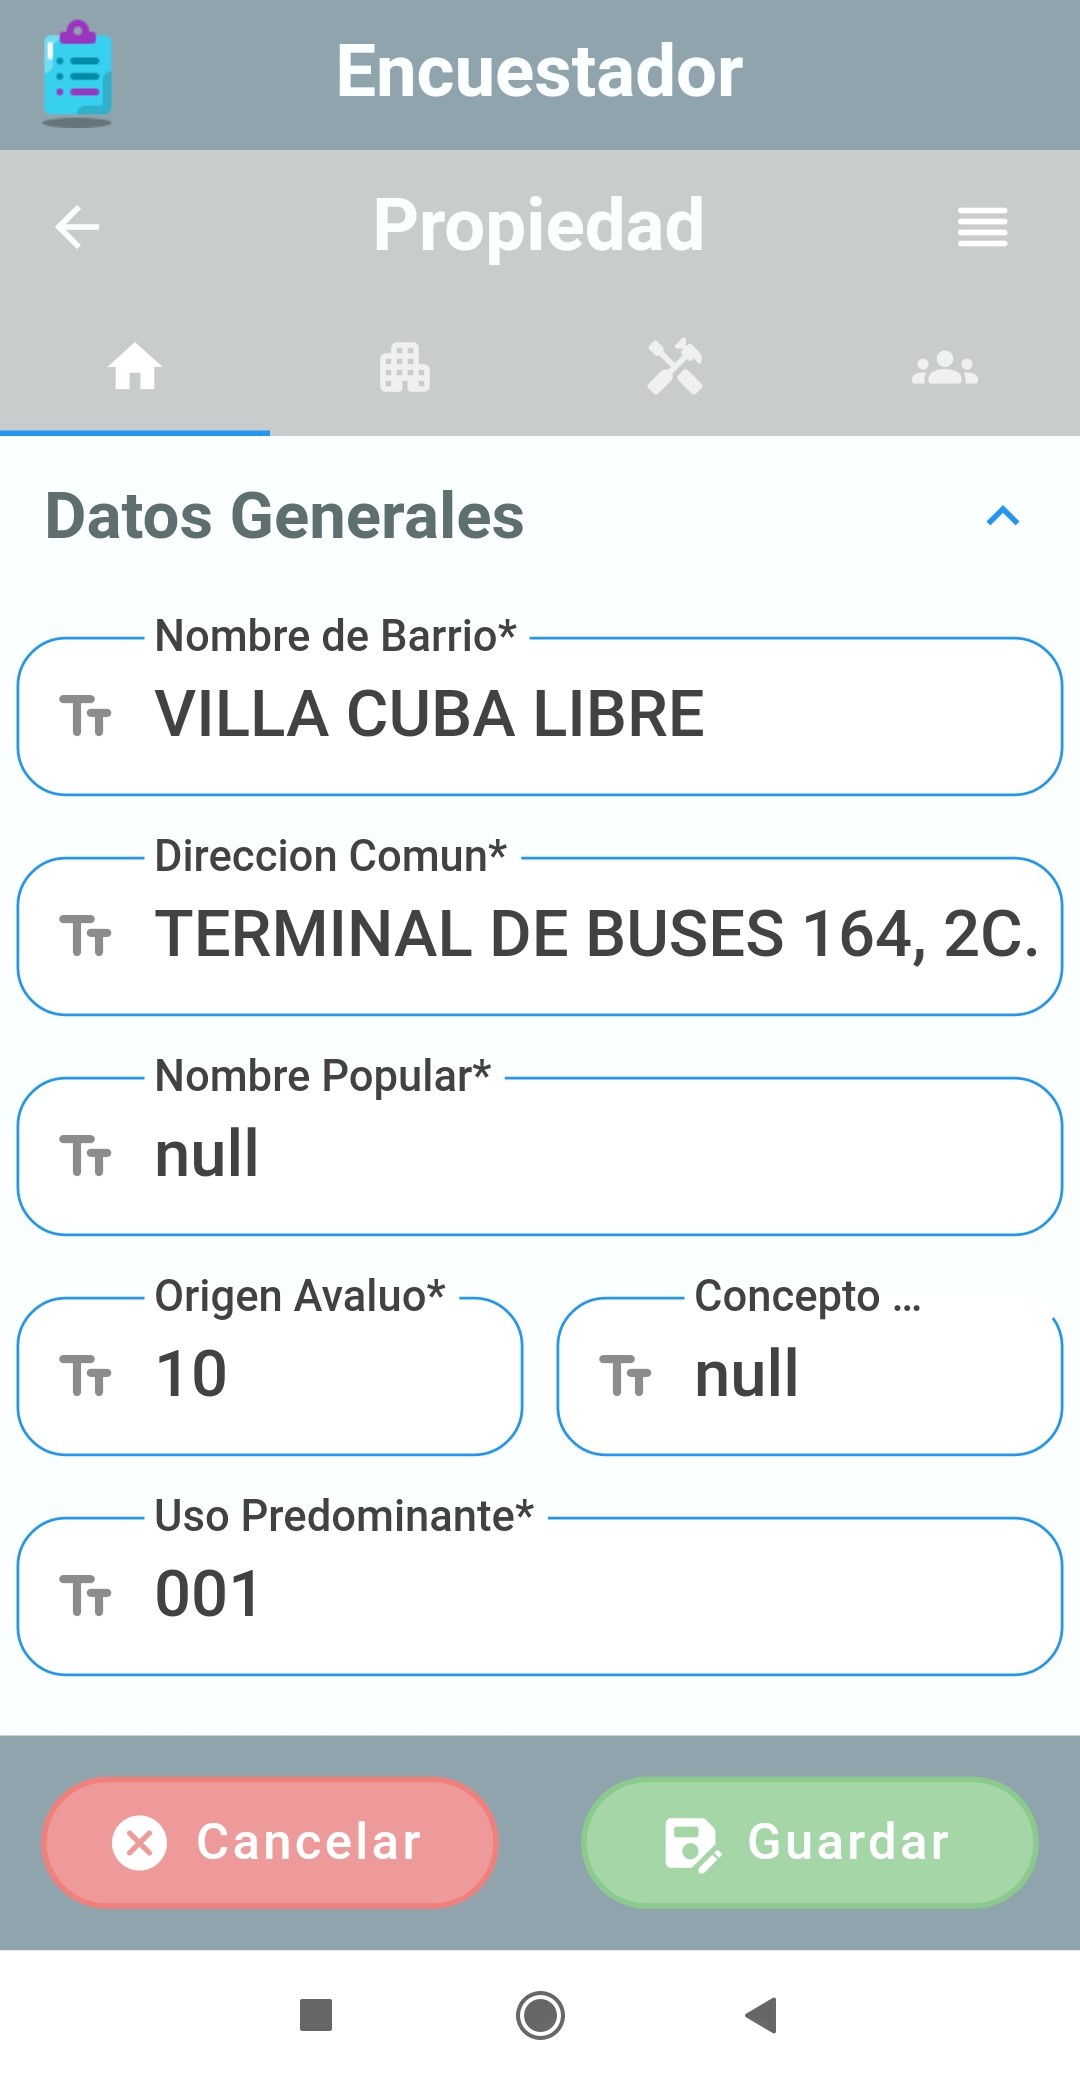 Encuestador
Propiedad
Datos Generales
Nombre de Barrio*
VILLA CUBA LIBRE
Direccion Comun*
TERMINAL DE BUSES 164, 2C.
Nombre Popular*
null
Origen Avaluo*
10
Concepto ...
null
Uso Predominante*
001
Cancelar
Guardar